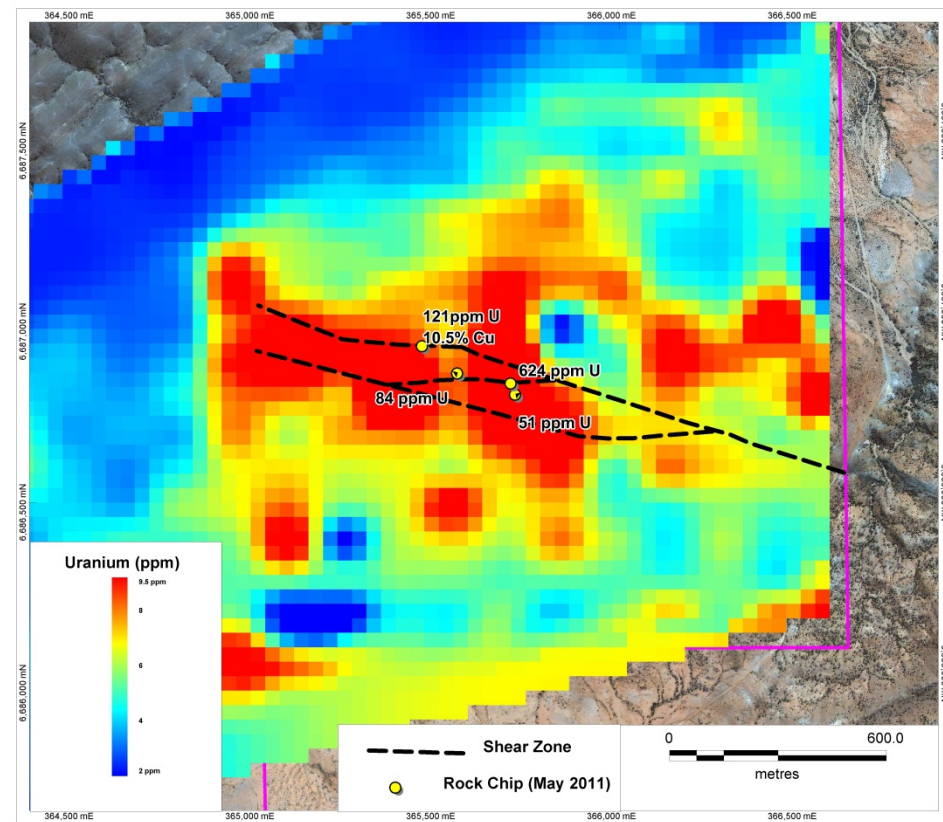 364,500 mE 365,000 mE 365,500 mE 366,000 mE 366,500 mE
6,687,500 mN
6,687,000 mN
121ppm U
10.5% Cu
624 ppm U
84 ppm U
51 ppm U
6,686,500 mN
Uranium (ppm)
9.5 ppm
8
6
4
2 ppm
6,686,000 mN
Shear Zone
Rock Chip (May 2011)
0 600.0
metres
364,500 mE 365,000 mE 365,500 mE 366,000 mE 366,500 mE